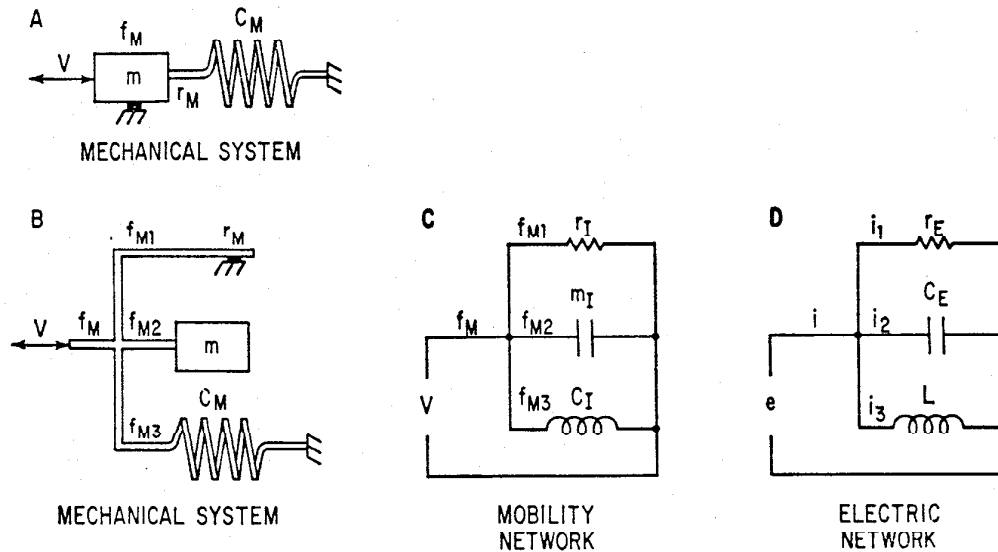 A
C_M
f_M
V
m
r_M
MECHANICAL SYSTEM
B
f_M1
r_M
V
f_M
f_M2
m
C_M
f_M3
MECHANICAL SYSTEM
C
f_M1
r_I
m_I
f_M
f_M2
V
f_M3
C_I
MOBILITY
NETWORK
D
i_1
r_E
C_E
i
i_2
e
i_3
L
ELECTRIC
NETWORK